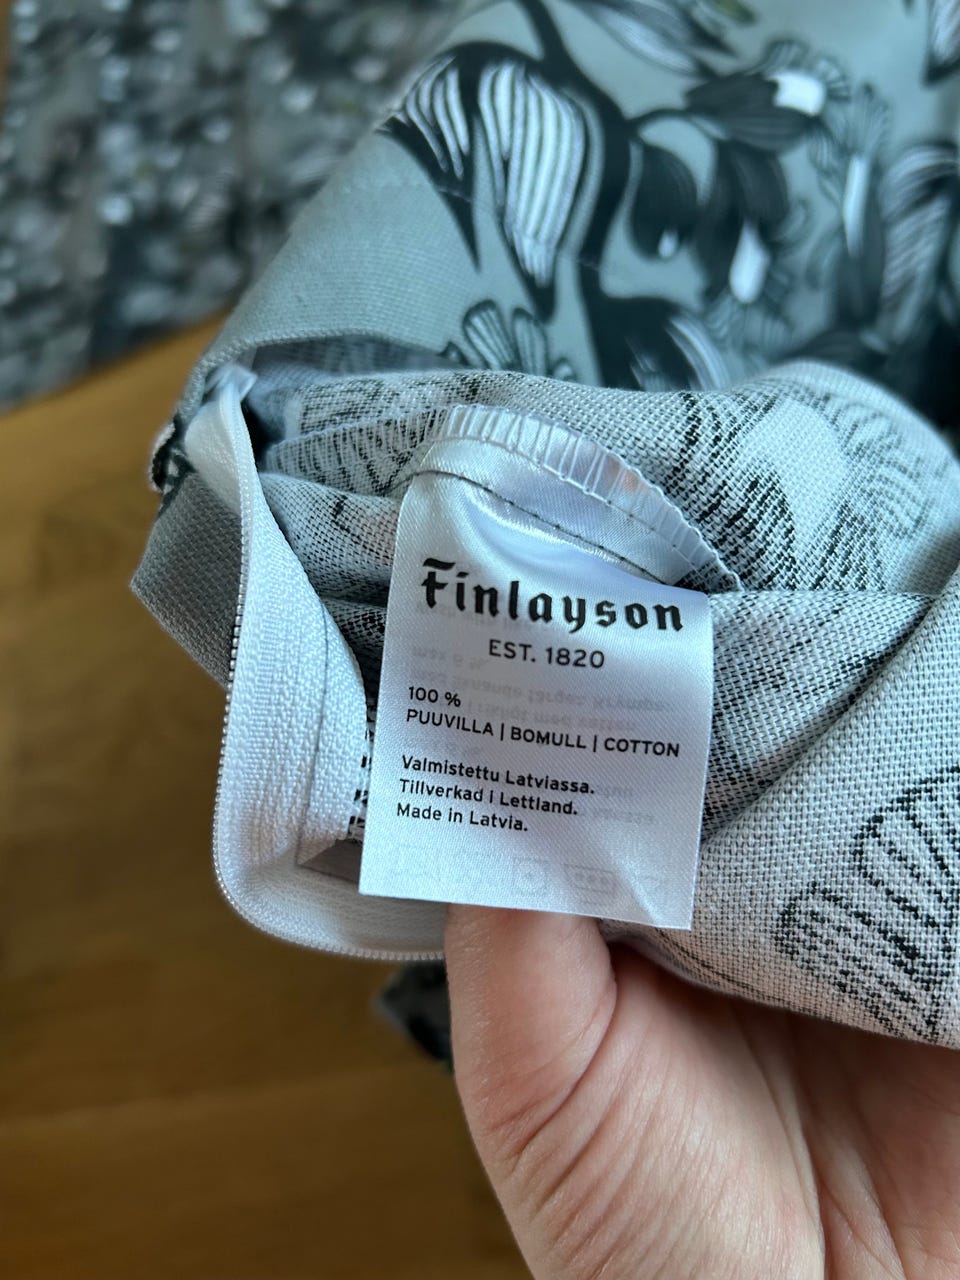 Finlayson
EST. 1820
100 %
PUUVILLA | BOMULL | COTTON
Valmistettu Latviassa.
Tillverkad i Lettland.
Made in Latvia.